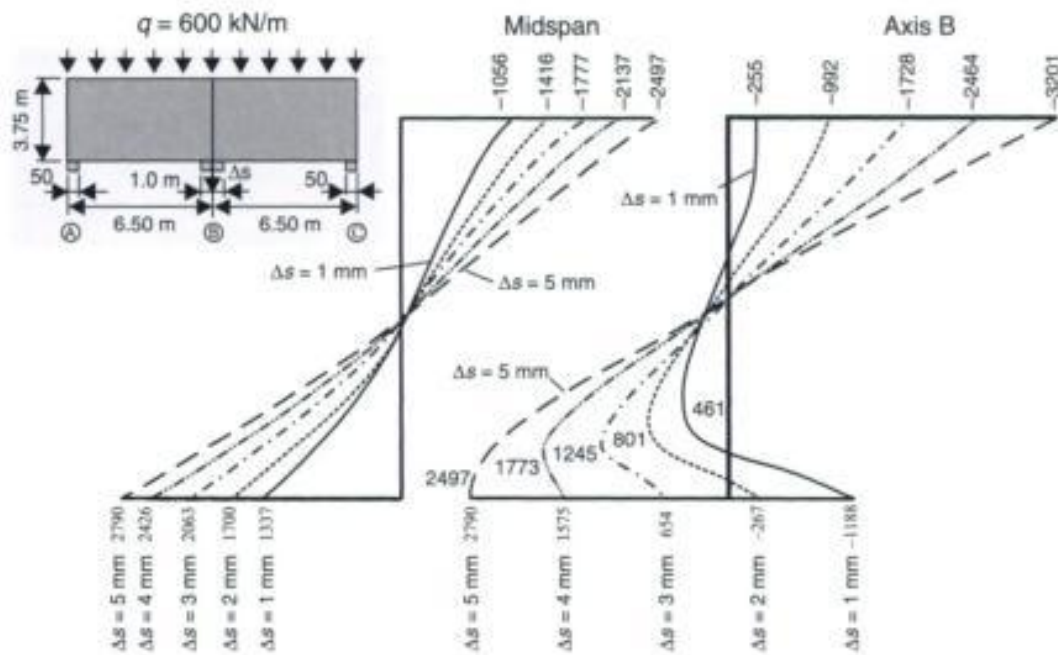 q = 600 kN/m
Midspan
Axis B
3.75 m
50
1.0 m
Δs
50
6.50 m
6.50 m
A
B
C
–1056
–1416
–1777
–2137
–2497
–255
–992
–1728
–2464
–3201
Δs = 1 mm
Δs = 5 mm
Δs = 1 mm
Δs = 5 mm
461
801
1245
1773
2497
Δs = 5 mm 2790
Δs = 4 mm 2426
Δs = 3 mm 2063
Δs = 2 mm 1700
Δs = 1 mm 1337
Δs = 5 mm 2790
Δs = 4 mm 1575
Δs = 3 mm 654
Δs = 2 mm –267
Δs = 1 mm –1188